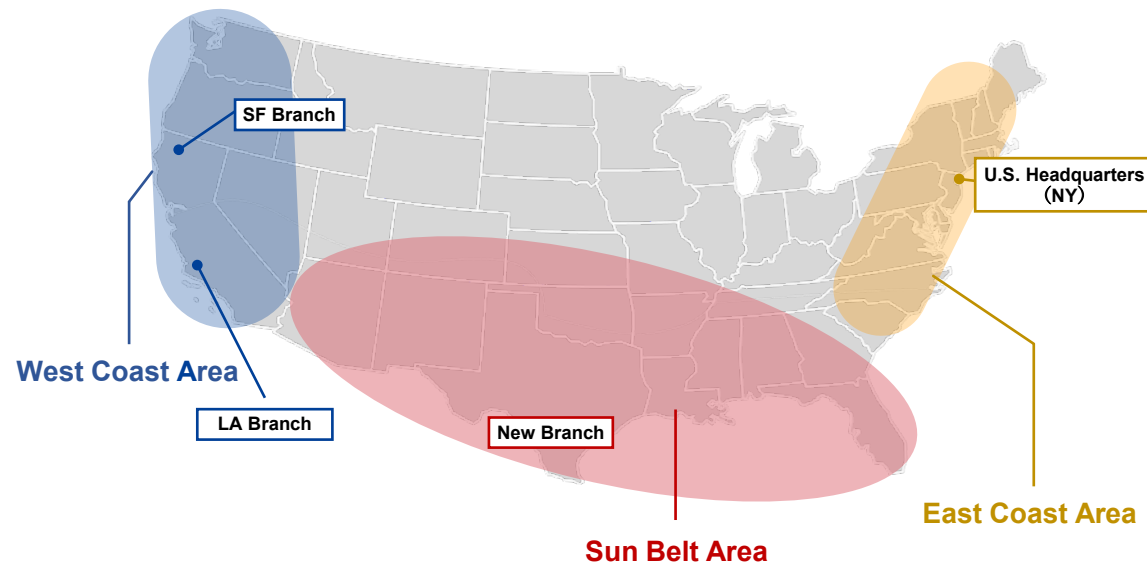 SF Branch
U.S. Headquarters
（NY）
West Coast Area
LA Branch
New Branch
East Coast Area
Sun Belt Area